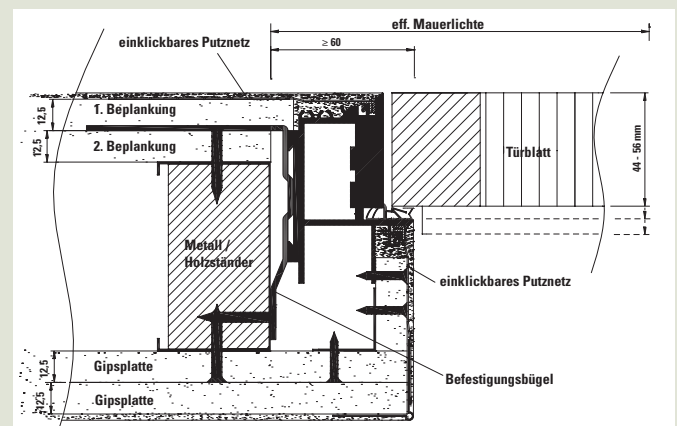 eff. Mauerlichte
einklickbares Putznetz
≥ 60
12,5
1. Beplankung
12,5
2. Beplankung
Türblatt
44 - 56 mm
Metall /
Holzständer
einklickbares Putznetz
12,5
Gipsplatte
Befestigungsbügel
12,5
Gipsplatte